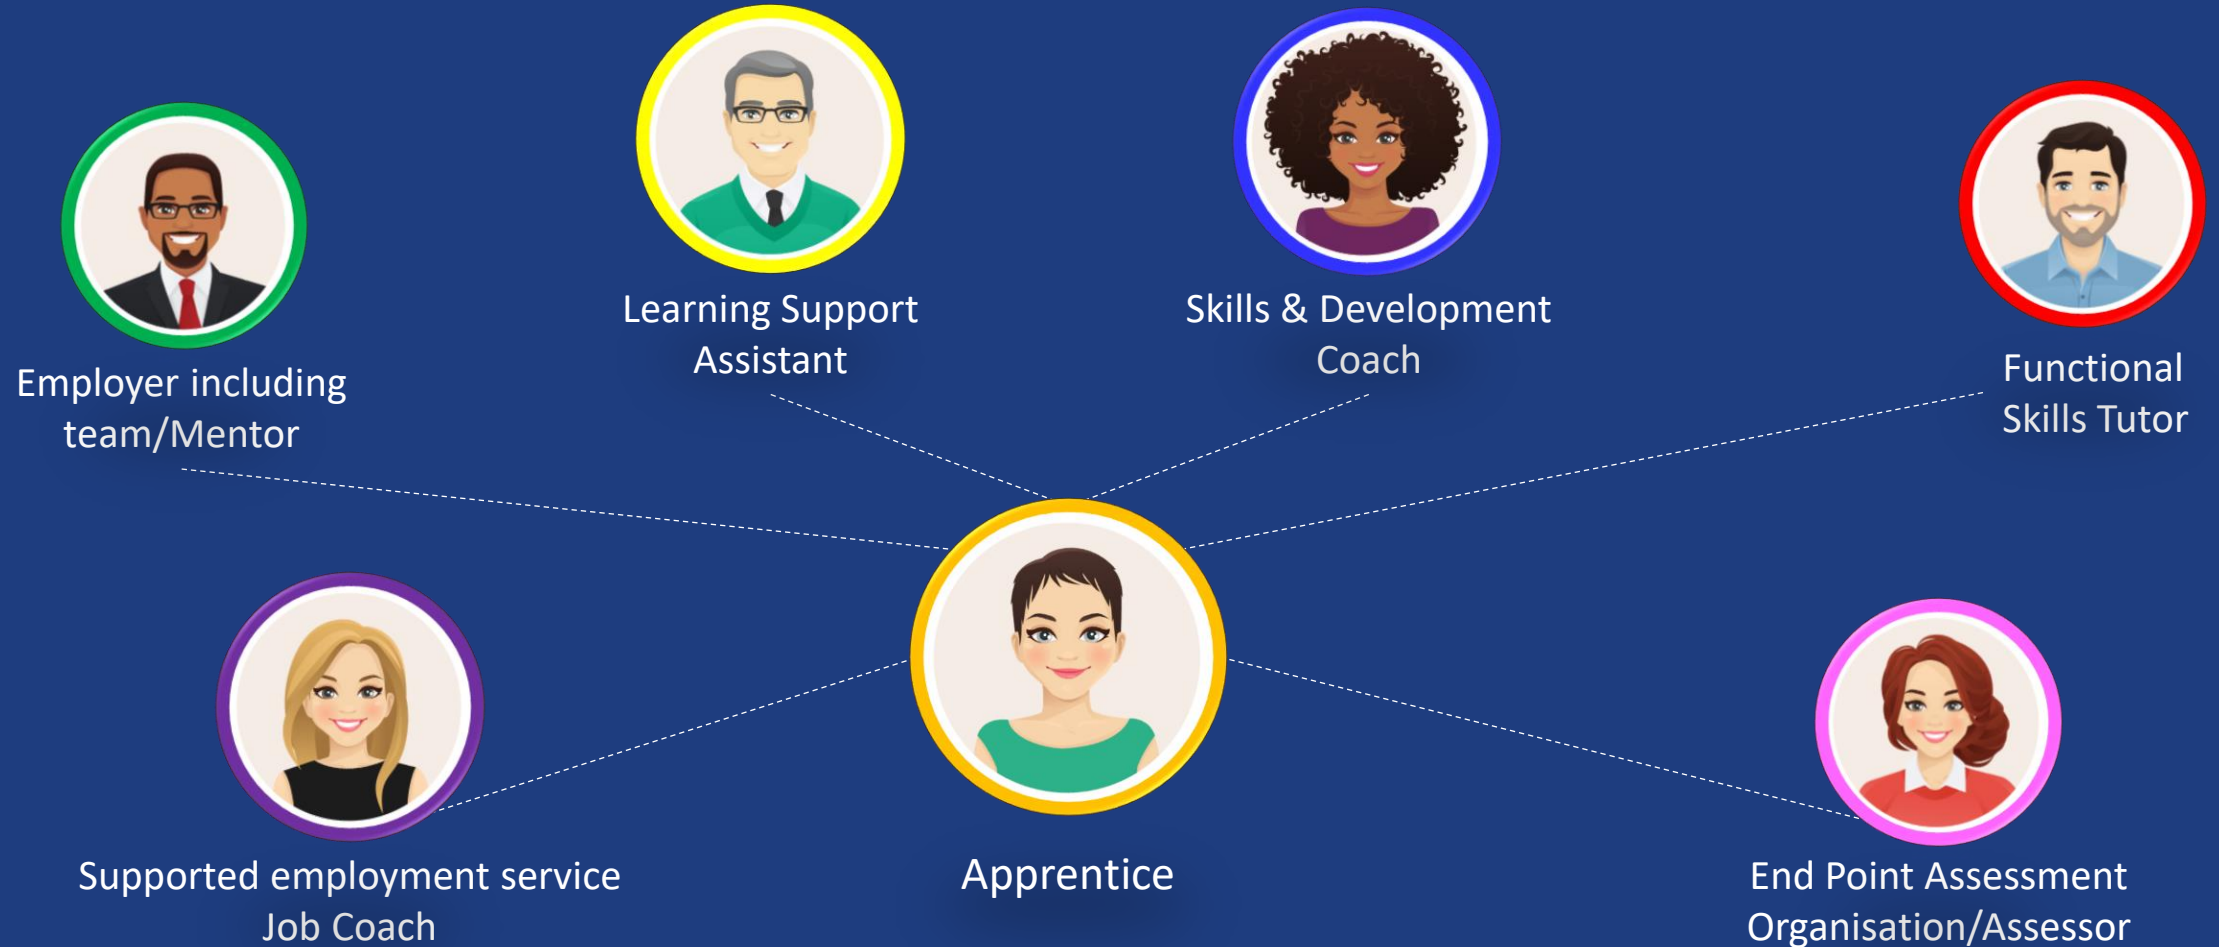 Learning Support
Assistant
Skills & Development
Coach
Functional
Skills Tutor
Employer including
team/Mentor
Supported employment service
Job Coach
Apprentice
End Point Assessment
Organisation/Assessor